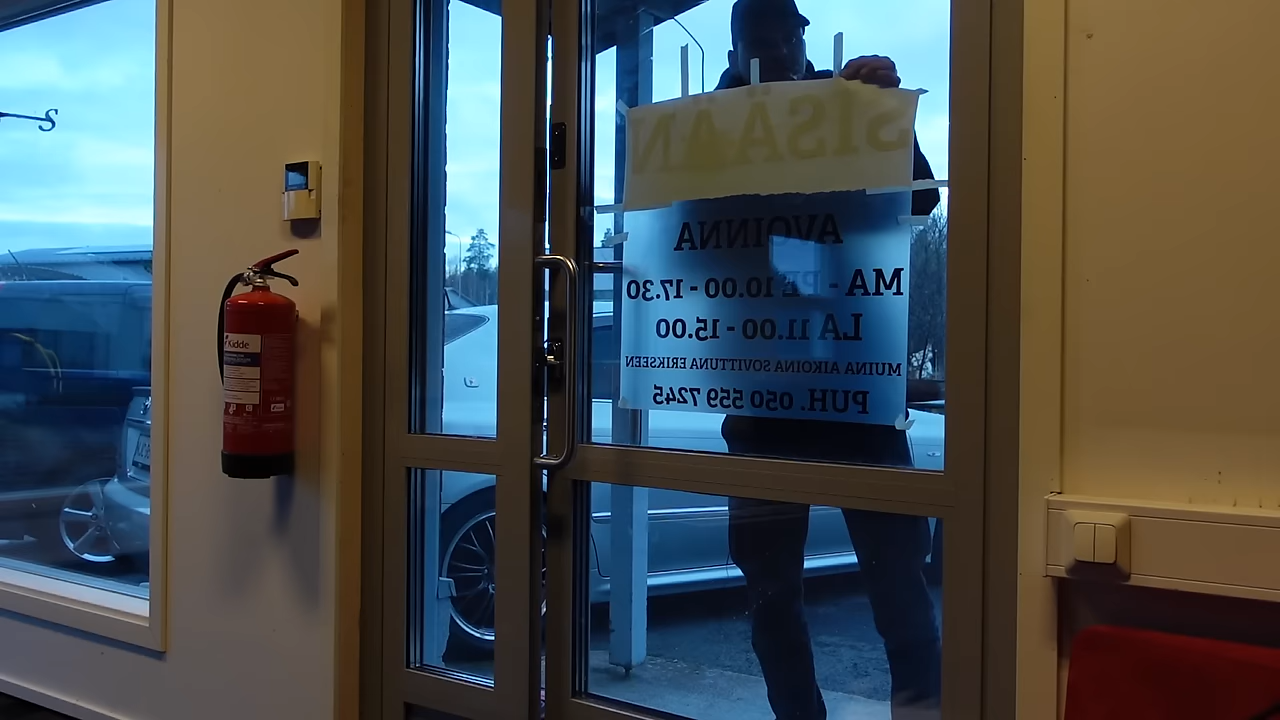 SISÄÄN
AVOINNA
MA - PE 10.00 - 17.30
LA 11.00 - 15.00
MUINA AIKOINA SOVITTUNA ERIKSEEN
PUH. 050 559 7245
Kidde
S